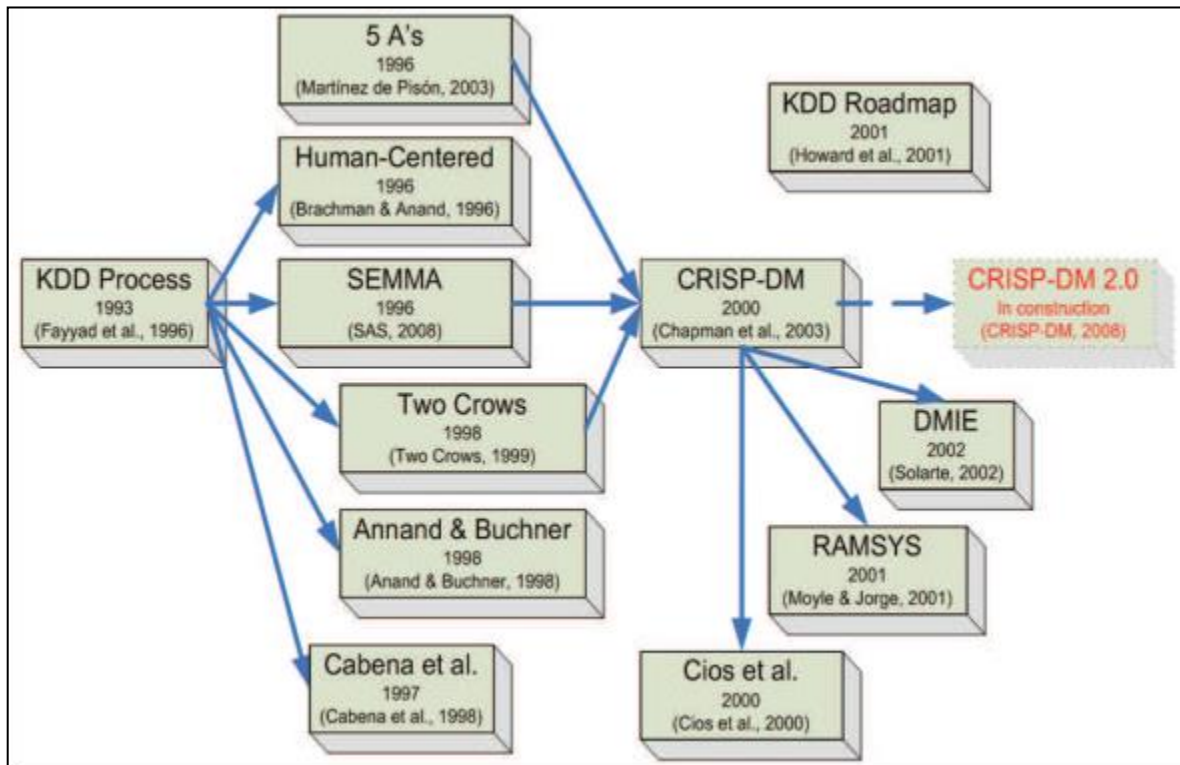 5 A's
1996
(Martínez de Pisón, 2003)
KDD Roadmap
2001
(Howard et al., 2001)
Human-Centered
1996
(Brachman & Anand, 1996)
KDD Process
1993
(Fayyad et al., 1996)
SEMMA
1996
(SAS, 2008)
CRISP-DM
2000
(Chapman et al., 2003)
CRISP-DM 2.0
In construction
(CRISP-DM, 2008)
Two Crows
1998
(Two Crows, 1999)
DMIE
2002
(Solarte, 2002)
Annand & Buchner
1998
(Anand & Buchner, 1998)
RAMSYS
2001
(Moyle & Jorge, 2001)
Cabena et al.
1997
(Cabena et al., 1998)
Cios et al.
2000
(Cios et al., 2000)